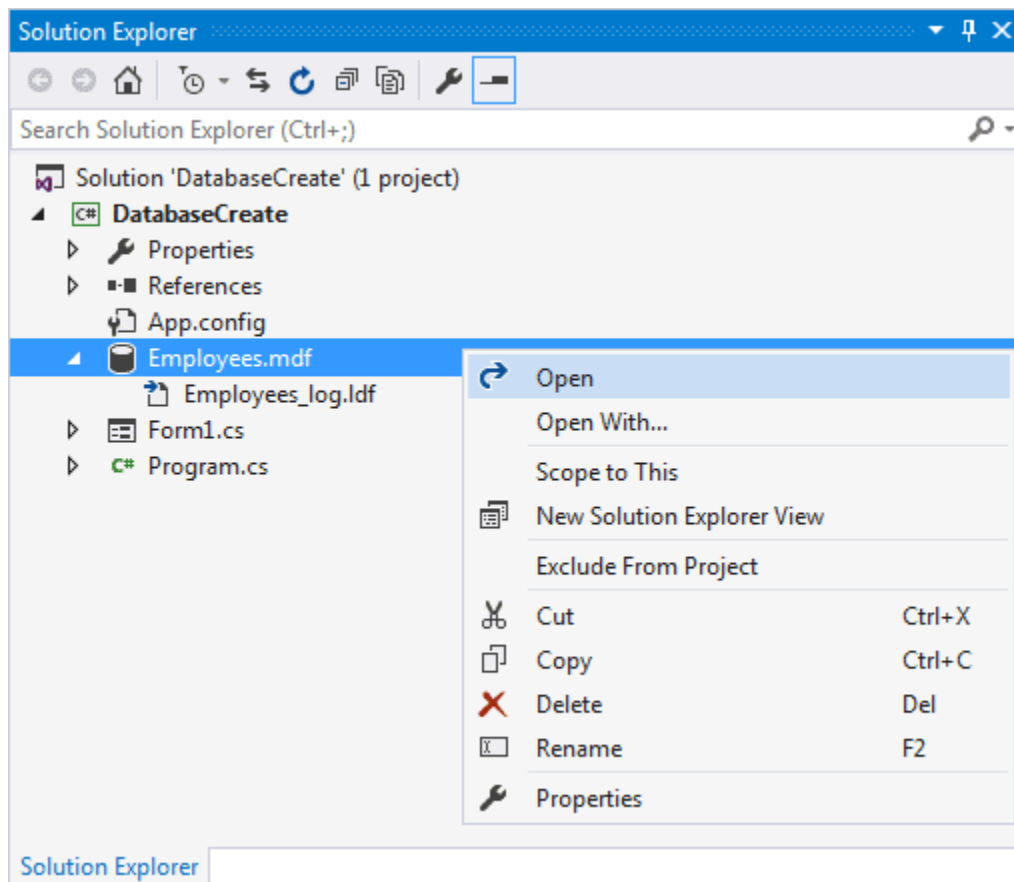 Solution Explorer
Search Solution Explorer (Ctrl+;)
Solution 'DatabaseCreate' (1 project)
C# DatabaseCreate
Properties
References
App.config
Employees.mdf
Employees_log.ldf
Form1.cs
C# Program.cs
Open
Open With...
Scope to This
New Solution Explorer View
Exclude From Project
Cut Ctrl+X
Copy Ctrl+C
Delete Del
Rename F2
Properties
Solution Explorer